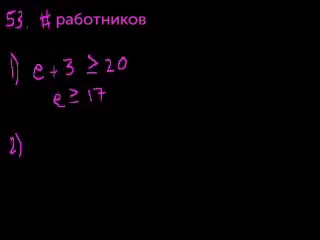 53. # работников
1) e + 3 ≥ 20
e ≥ 17
2)